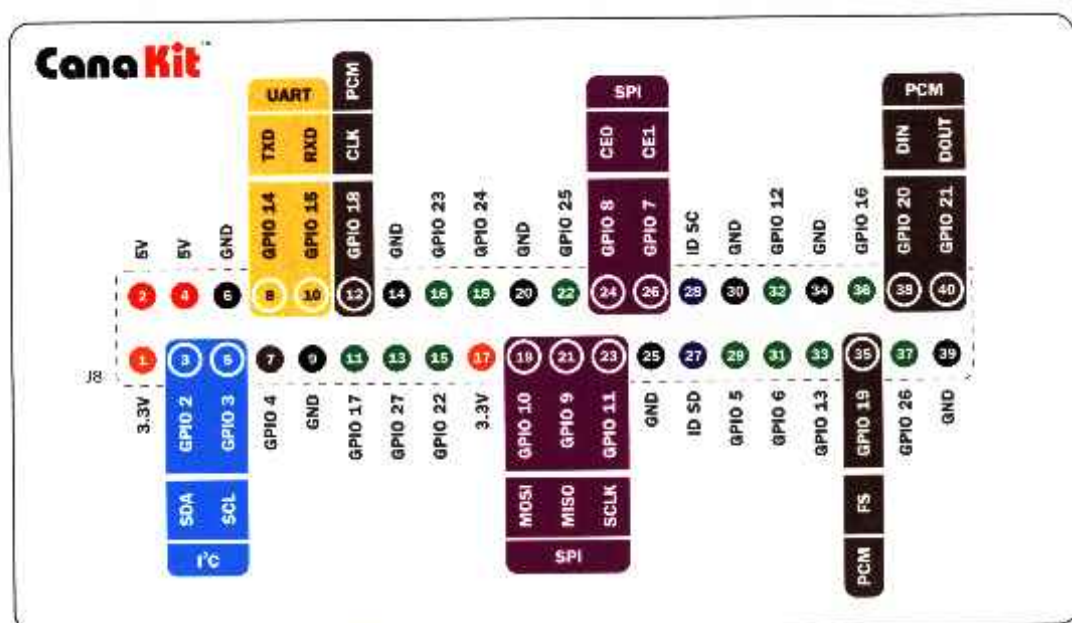 CanaKit™
UART
PCM
SPI
PCM
TXD
RXD
CLK
CE0
CE1
DIN
DOUT
5V
5V
GND
GPIO 14
GPIO 15
GPIO 18
GND
GPIO 23
GPIO 24
GND
GPIO 25
GPIO 8
GPIO 7
ID SC
GND
GPIO 12
GND
GPIO 16
GPIO 20
GPIO 21
2 4 6 8 10 12 14 16 18 20 22 24 26 28 30 32 34 36 38 40
1 3 5 7 9 11 13 15 17 19 21 23 25 27 29 31 33 35 37 39
J8
3.3V
GPIO 2
GPIO 3
GPIO 4
GND
GPIO 17
GPIO 27
GPIO 22
3.3V
GPIO 10
GPIO 9
GPIO 11
GND
ID SD
GPIO 5
GPIO 6
GPIO 13
GPIO 19
GPIO 26
GND
SDA
SCL
MOSI
MISO
SCLK
FS
I²C
SPI
PCM